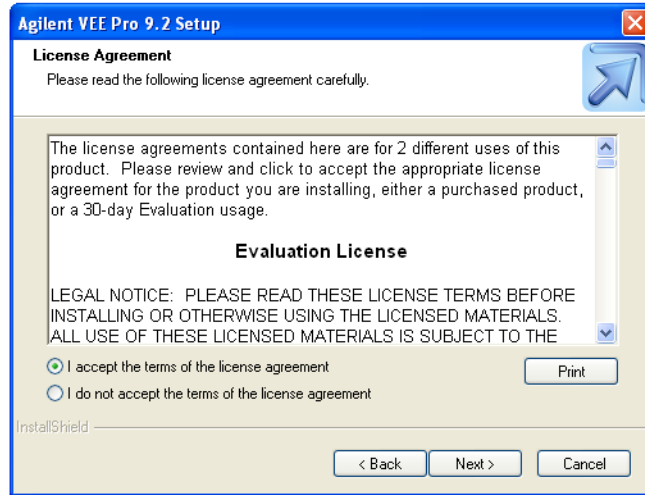 Agilent VEE Pro 9.2 Setup
License Agreement
Please read the following license agreement carefully.
The license agreements contained here are for 2 different uses of this
product.  Please review and click to accept the appropriate license
agreement for the product you are installing, either a purchased product,
or a 30-day Evaluation usage.
Evaluation License
LEGAL NOTICE:  PLEASE READ THESE LICENSE TERMS BEFORE
INSTALLING OR OTHERWISE USING THE LICENSED MATERIALS.
ALL USE OF THESE LICENSED MATERIALS IS SUBJECT TO THE
I accept the terms of the license agreement
Print
I do not accept the terms of the license agreement
InstallShield
< Back
Next >
Cancel